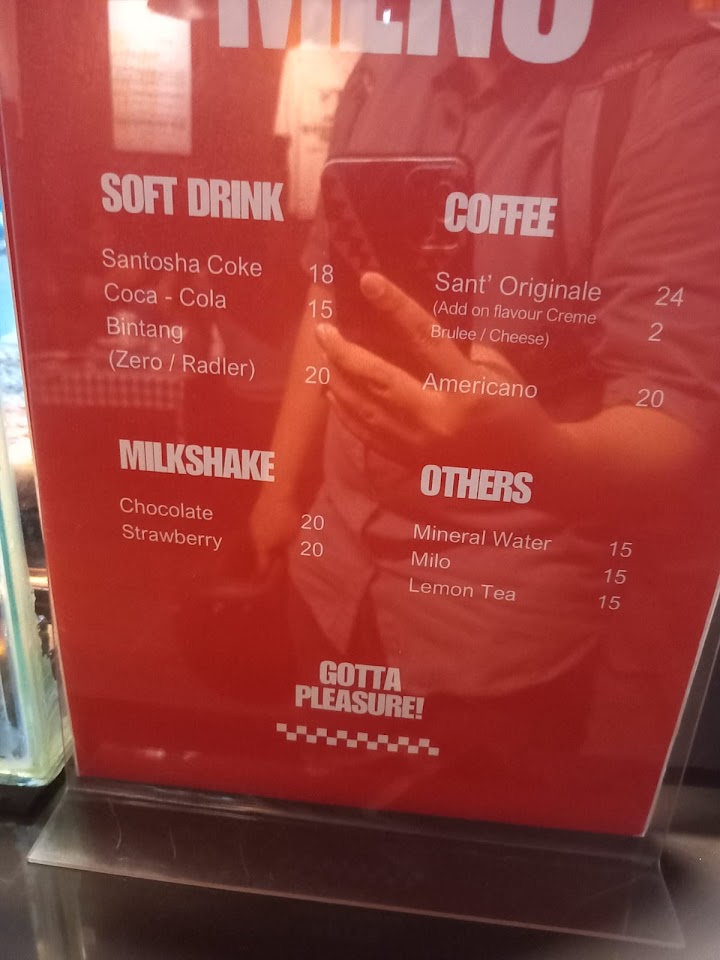 MENU
SOFT DRINK
Santosha Coke 18
Coca - Cola 15
Bintang
(Zero / Radler) 20
MILKSHAKE
Chocolate 20
Strawberry 20
COFFEE
Sant' Originale 24
(Add on flavour Creme
Brulee / Cheese) 2
Americano 20
OTHERS
Mineral Water 15
Milo 15
Lemon Tea 15
GOTTA
PLEASURE!